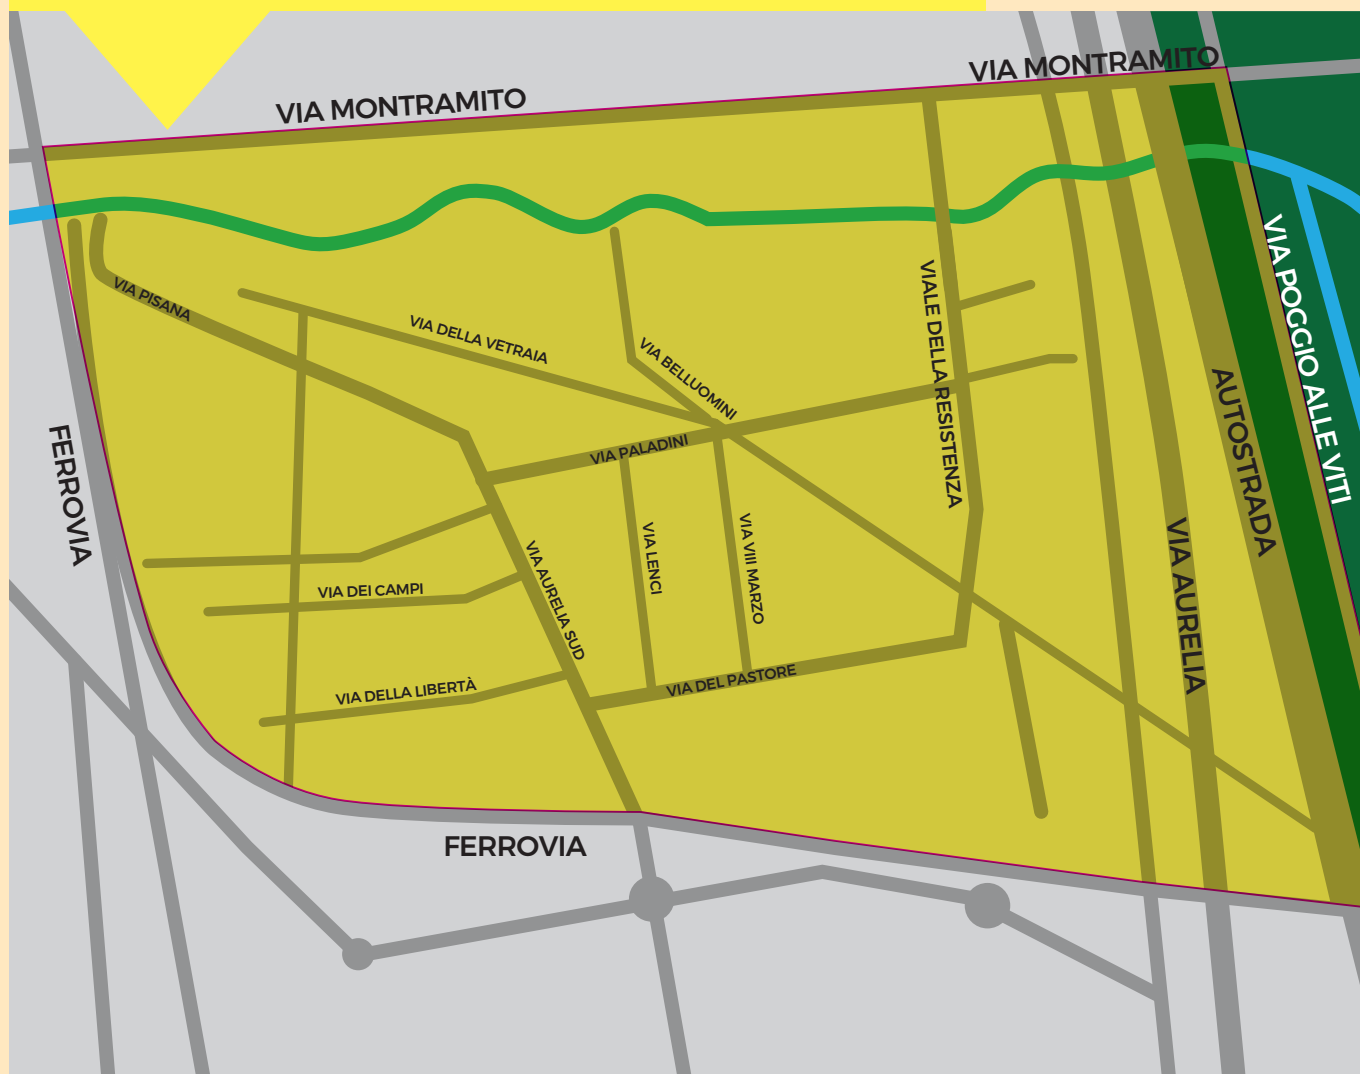 VIA MONTRAMITO
VIA MONTRAMITO
VIA PISANA
VIA DELLA VETRAIA
VIA BELLUOMINI
VIALE DELLA RESISTENZA
VIA POGGIO ALLE VITI
AUTOSTRADA
FERROVIA
VIA PALADINI
VIA LENCI
VIA VIII MARZO
VIA AURELIA
VIA AURELIA SUD
VIA DEI CAMPI
VIA DELLA LIBERTÀ
VIA DEL PASTORE
FERROVIA